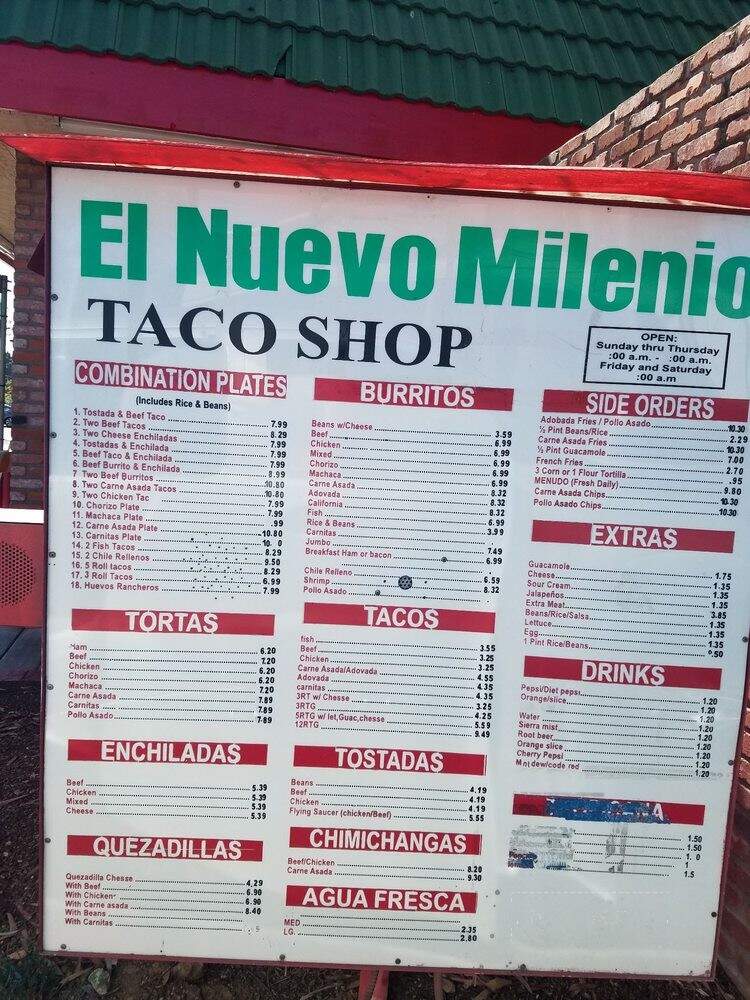 El Nuevo Milenio
TACO SHOP
OPEN:
Sunday thru Thursday
:00 a.m. - :00 a.m.
Friday and Saturday
:00 a.m
COMBINATION PLATES
(Includes Rice & Beans)
1. Tostada & Beef Taco 7.99
2. Two Beef Tacos 8.29
3. Two Cheese Enchiladas 7.99
4. Tostadas & Enchilada 7.99
5. Beef Taco & Enchilada 7.99
6. Beef Burrito & Enchilada 8.99
7. Two Beef Burritos 10.80
8. Two Carne Asada Tacos 10.80
9. Two Chicken Tac 7.99
10. Chorizo Plate 7.99
11. Machaca Plate .99
12. Carne Asada Plate 10.80
13. Carnitas Plate 10. 0
14. 2 Fish Tacos 8.29
15. 2 Chile Rellenos 9.50
16. 5 Roll tacos 8.29
17. 3 Roll Tacos 6.99
18. Huevos Rancheros 7.99
TORTAS
Ham 6.20
Beef 7.20
Chicken 6.20
Chorizo 6.20
Machaca 7.20
Carne Asada 7.89
Carnitas 7.89
Pollo Asado 7.89
ENCHILADAS
Beef 5.39
Chicken 5.39
Mixed 5.39
Cheese 5.39
QUEZADILLAS
Quezadilla Chesse 4.29
With Beef 6.90
With Chicken 6.90
With Carne asada 8.40
With Beans
With Carnitas
BURRITOS
Beans w/Cheese 3.59
Beef 6.99
Chicken 6.99
Mixed 6.99
Chorizo 6.99
Machaca 6.99
Carne Asada 8.32
Adovada 8.32
California 8.32
Fish 6.99
Rice & Beans 3.99
Carnitas
Jumbo 7.49
Breakfast Ham or bacon 6.99
Chile Relleno 6.59
Shrimp 8.32
Pollo Asado
TACOS
fish 3.55
Beef 3.25
Chicken 3.25
Carne Asada/Adovada 4.55
Adovada 4.35
carnitas 4.35
3RT w/ Chesse 3.25
3RTG 4.25
5RTG w/ let,Guac,chesse 5.59
12RTG 9.49
TOSTADAS
Beans 4.19
Beef 4.19
Chicken 4.19
Flying Saucer (chicken/Beef) 5.55
CHIMICHANGAS
Beef/Chicken 8.20
Carne Asada 9.30
AGUA FRESCA
MED 2.35
LG. 2.80
SIDE ORDERS
Adobada Fries / Pollo Asado 10.30
½ Pint Beans/Rice 2.29
Carne Asada Fries 10.30
½ Pint Guacamole 7.00
French Fries 2.70
3 Corn or 1 Flour Tortilla .95
MENUDO (Fresh Daily) 9.80
Carne Asada Chips 10.30
Pollo Asado Chips 10.30
EXTRAS
Guacamole 1.75
Cheese 1.35
Sour Cream 1.35
Jalapeños 1.35
Extra Meat 3.85
Beans/Rice/Salsa 1.35
Lettuce 1.35
Egg 1.35
1 Pint Rice/Beans .50
DRINKS
Pepsi/Diet pepsi 1.20
Orange/slice 1.20
Water 1.20
Sierra mist 1.20
Root beer 1.20
Orange slice 1.20
Cherry Pepsi 1.20
Mnt dew/code red 1.20
A
1.50
1.50
1. 0
1
1.5